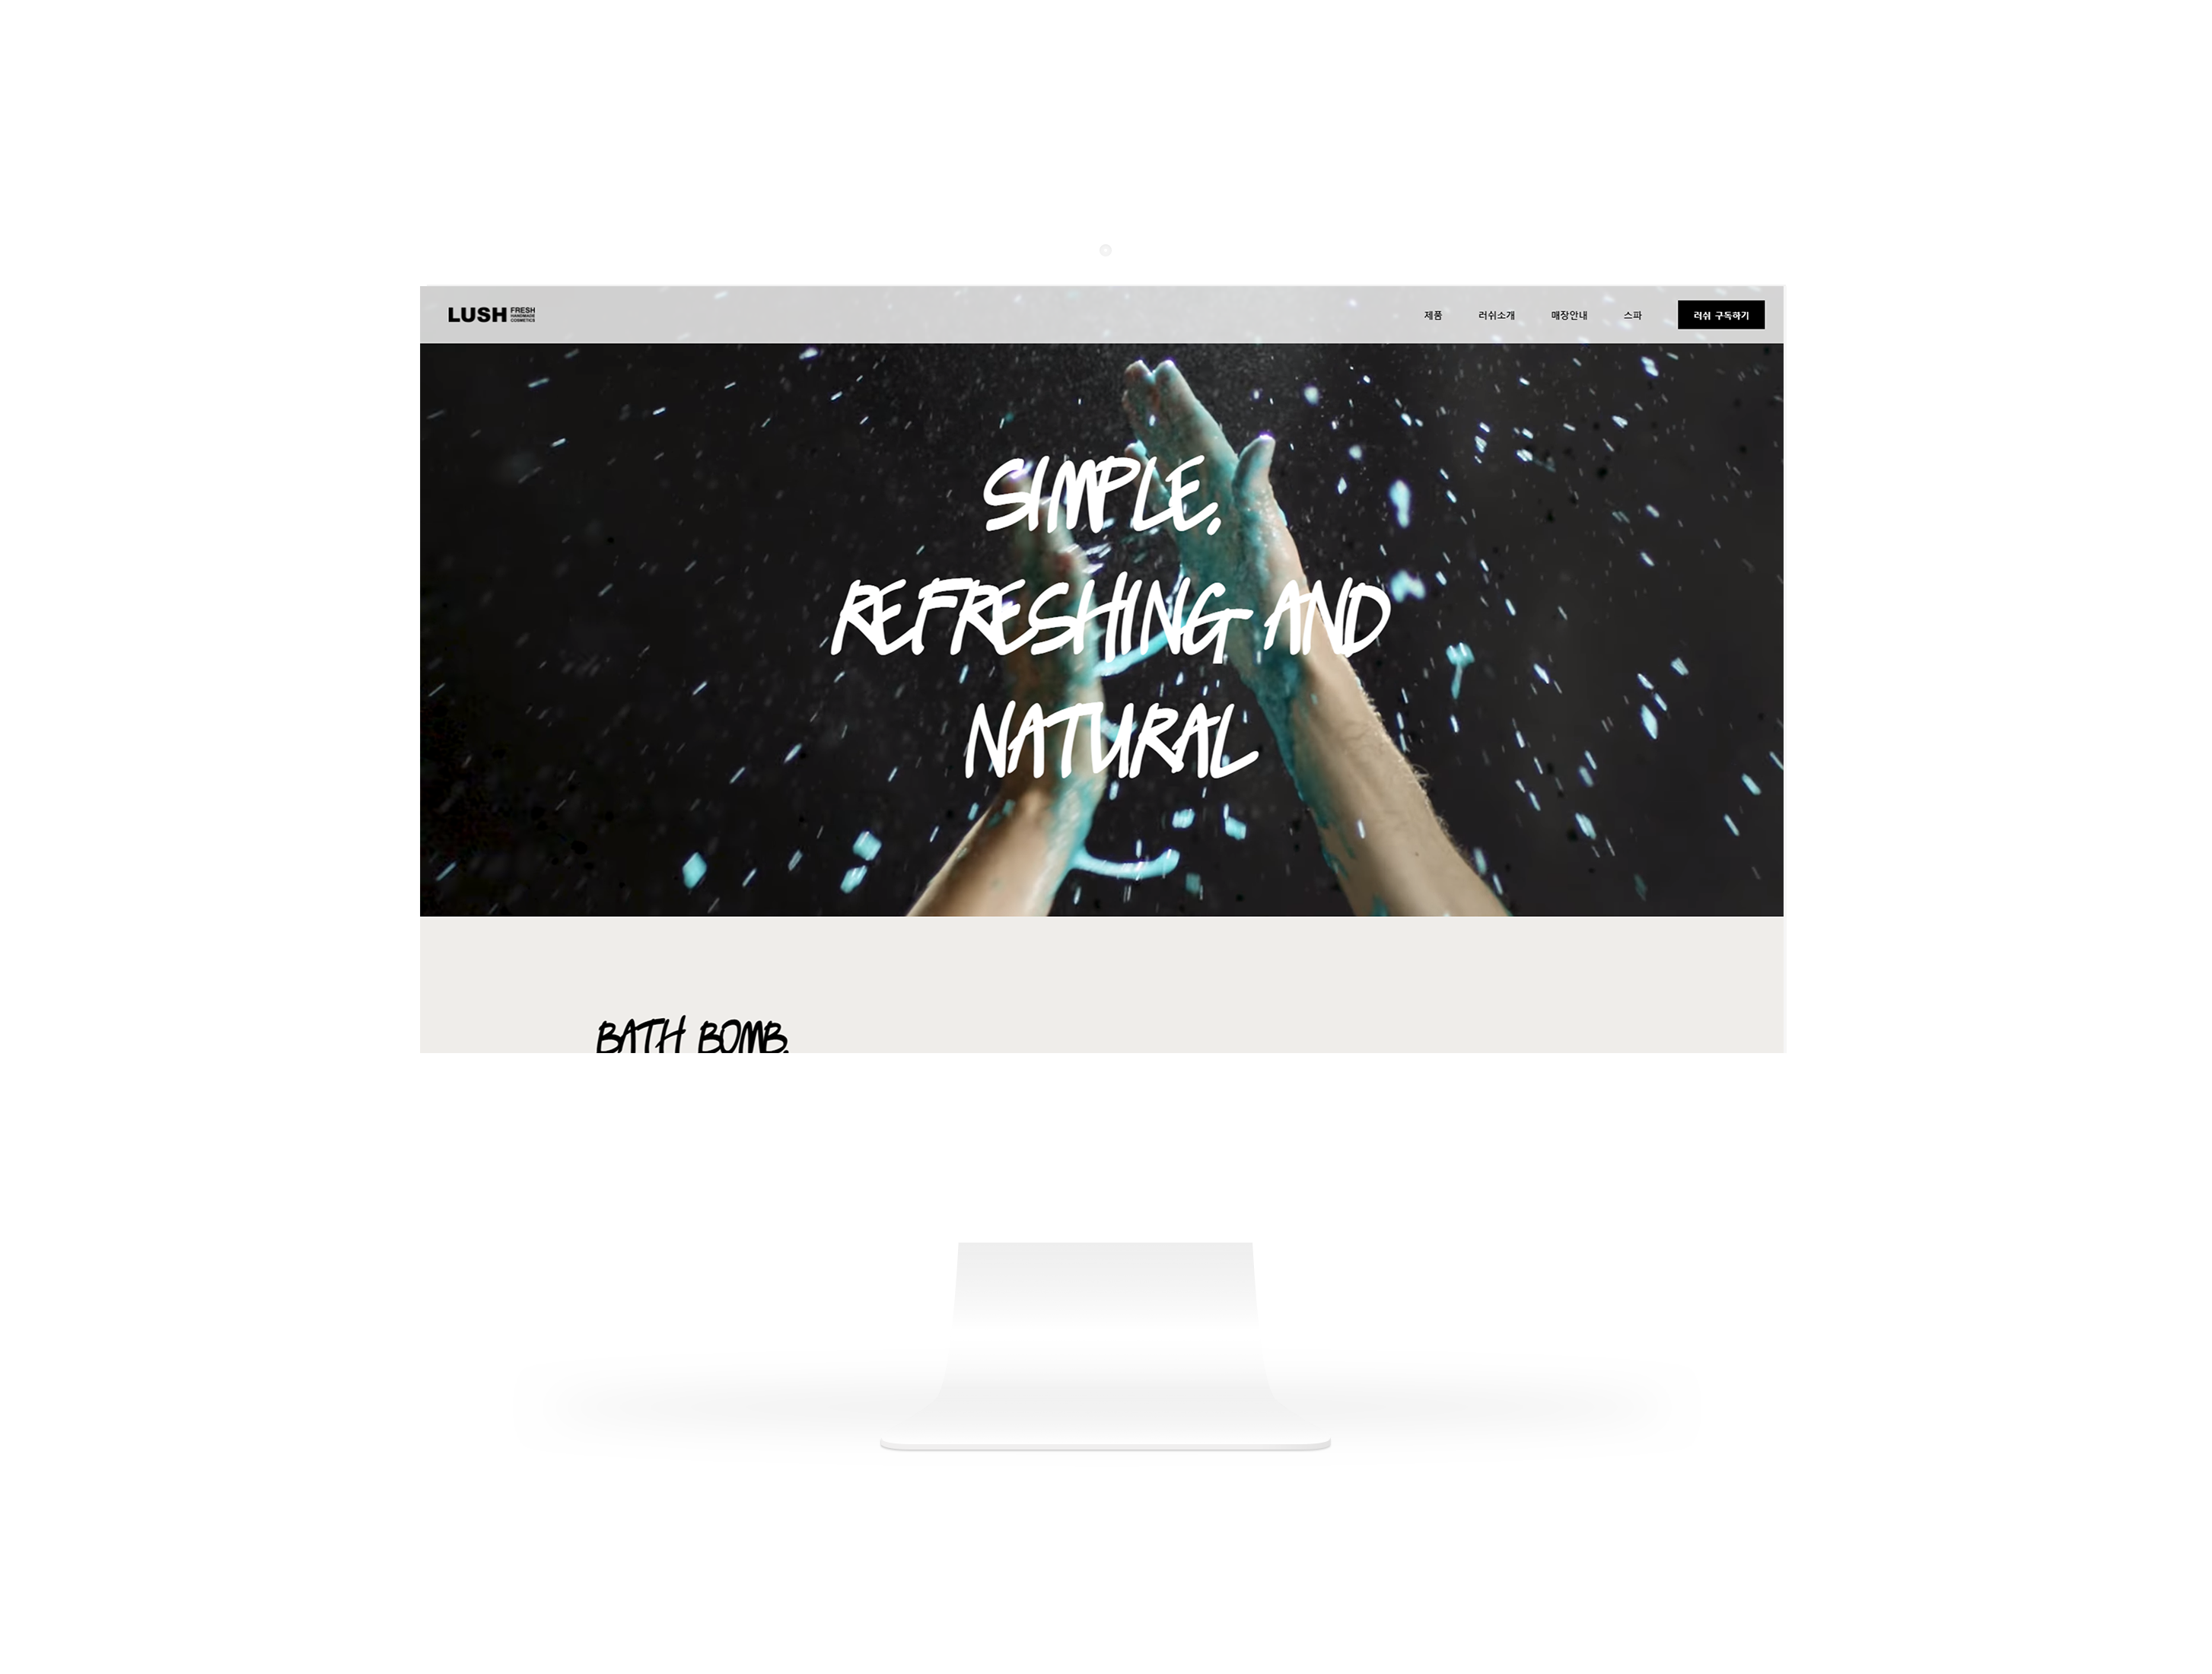 LUSH FRESH
HANDMADE
COSMETICS
제품 러쉬소개 매장안내 스파 러쉬 구독하기
SIMPLE.
REFRESHING AND
NATURAL
BATH BOMB.